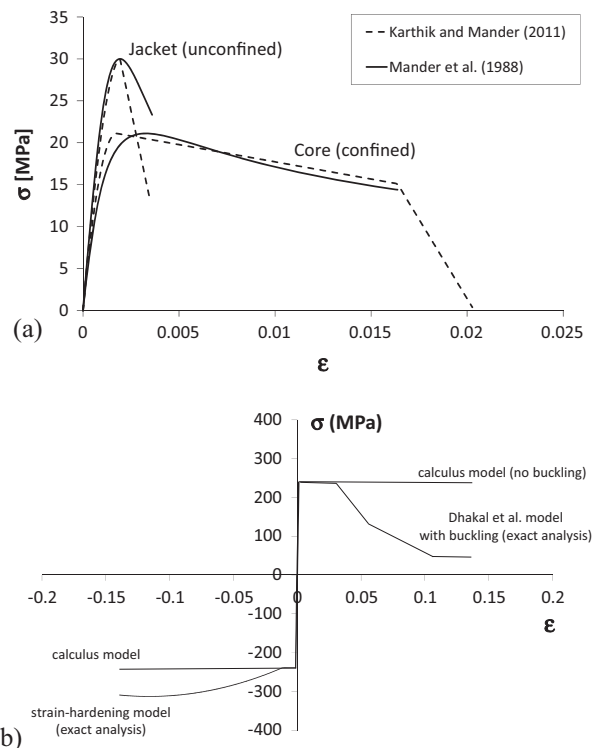 35
30
25
20
15
10
5
0
σ [MPa]
Jacket (unconfined)
Karthik and Mander (2011)
Mander et al. (1988)
Core (confined)
0
0.005
0.01
0.015
0.02
0.025
(a)
ε
σ (MPa)
400
300
200
100
0
-100
-200
-300
-400
calculus model (no buckling)
Dhakal et al. model
with buckling (exact analysis)
-0.2
-0.15
-0.1
-0.05
0
0.05
0.1
0.15
0.2
ε
calculus model
strain-hardening model
(exact analysis)
b)